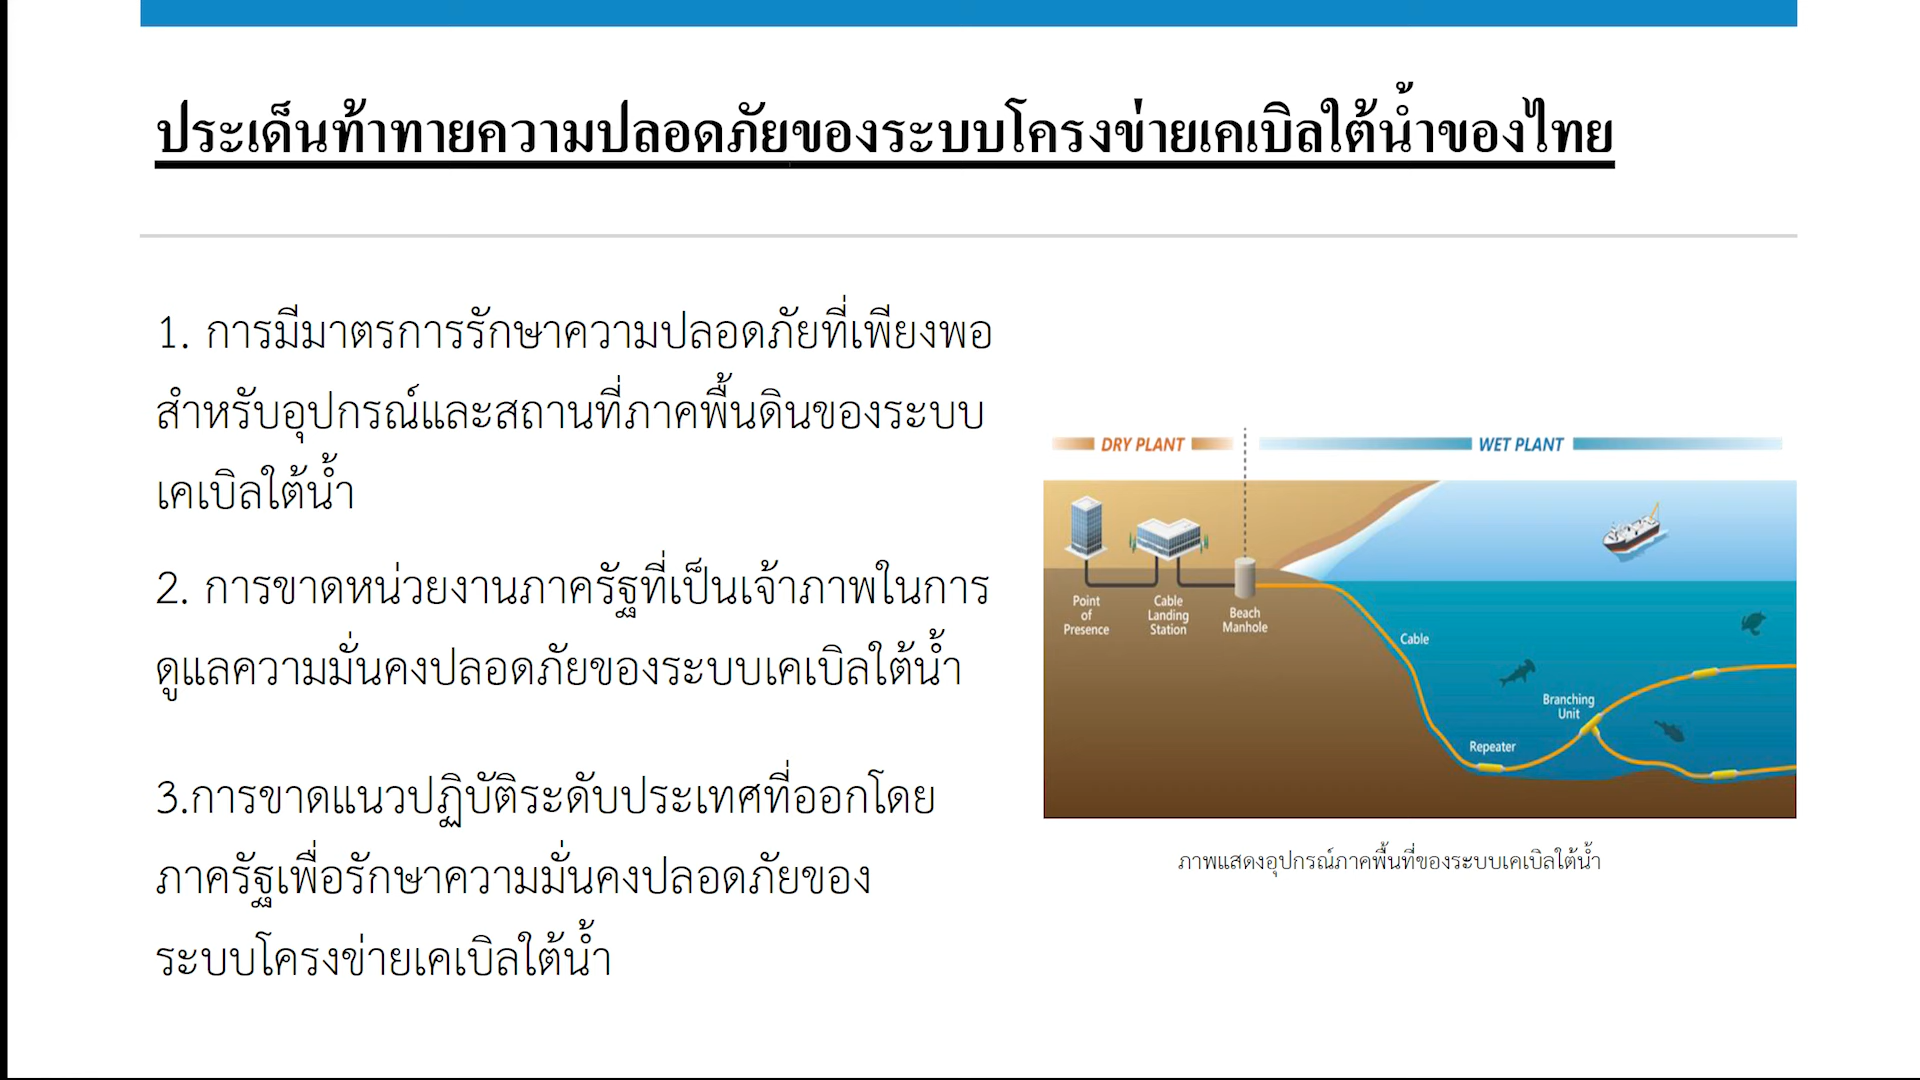 ประเด็นท้าทายความปลอดภัยของระบบโครงข่ายเคเบิลใต้น้ำของไทย
1. การมีมาตรการรักษาความปลอดภัยที่เพียงพอ
สำหรับอุปกรณ์และสถานที่ภาคพื้นดินของระบบ
เคเบิลใต้น้ำ
2. การขาดหน่วยงานภาครัฐที่เป็นเจ้าภาพในการ
ดูแลความมั่นคงปลอดภัยของระบบเคเบิลใต้น้ำ
3.การขาดแนวปฏิบัติระดับประเทศที่ออกโดย
ภาครัฐเพื่อรักษาความมั่นคงปลอดภัยของ
ระบบโครงข่ายเคเบิลใต้น้ำ
DRY PLANT
WET PLANT
Point
of
Presence
Cable
Landing
Station
Beach
Manhole
Cable
Branching
Unit
Repeater
ภาพแสดงอุปกรณ์ภาคพื้นที่ของระบบเคเบิลใต้น้ำ